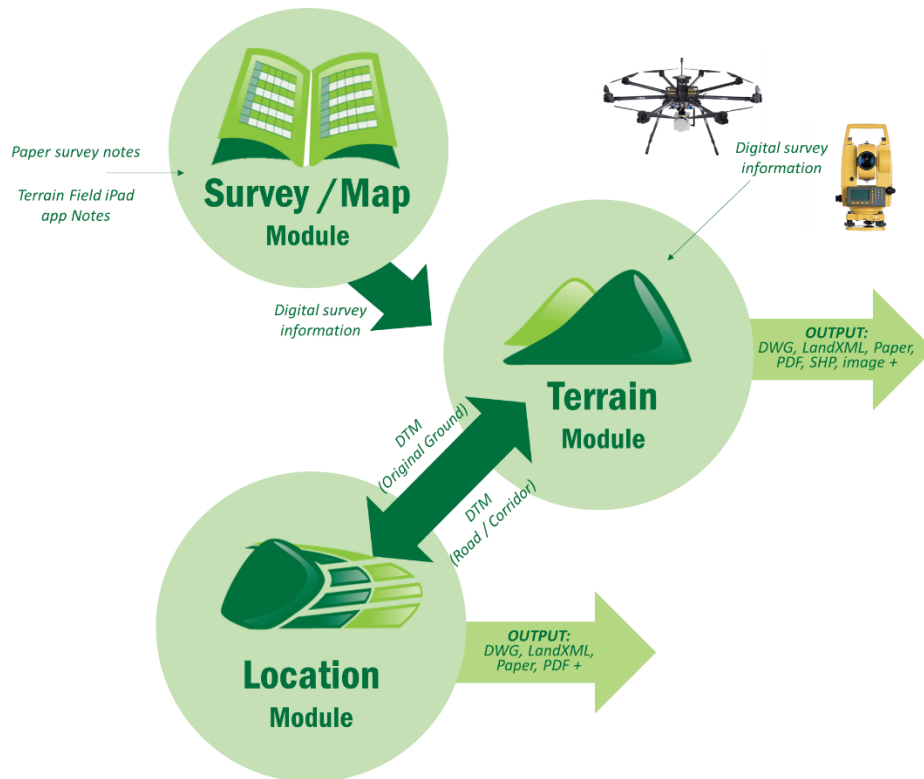 Paper survey notes
Terrain Field iPad
app Notes
Survey / Map
Module
Digital survey
information
Digital survey
information
Terrain
Module
OUTPUT:
DWG, LandXML, Paper,
PDF, SHP, image +
DTM
(Original Ground)
DTM
(Road / Corridor)
Location
Module
OUTPUT:
DWG, LandXML,
Paper, PDF +